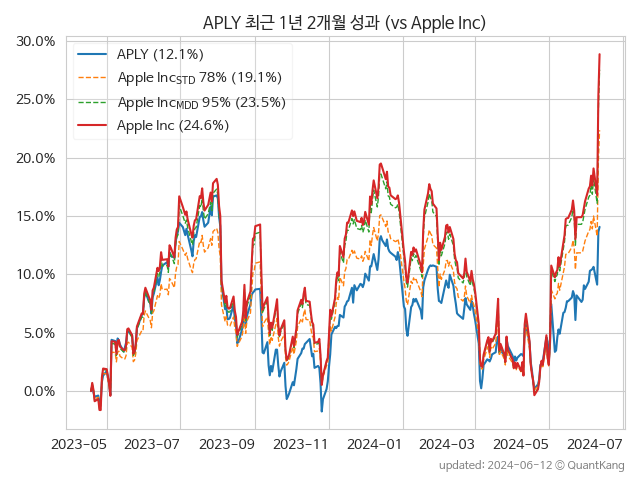 APLY 최근 1년 2개월 성과 (vs Apple Inc)
30.0%
25.0%
20.0%
15.0%
10.0%
5.0%
0.0%
APLY (12.1%)
Apple IncSTD 78% (19.1%)
Apple IncMDD 95% (23.5%)
Apple Inc (24.6%)
2023-05 2023-07 2023-09 2023-11 2024-01 2024-03 2024-05 2024-07
updated: 2024-06-12 © QuantKang